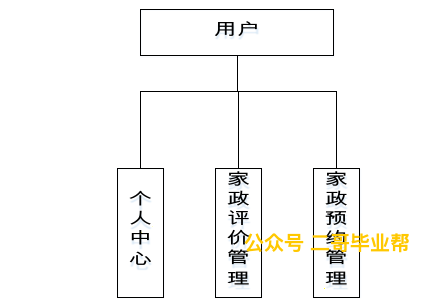 用户
个人中心
家政评价管理
家政预约管理
公众号 二哥毕业帮